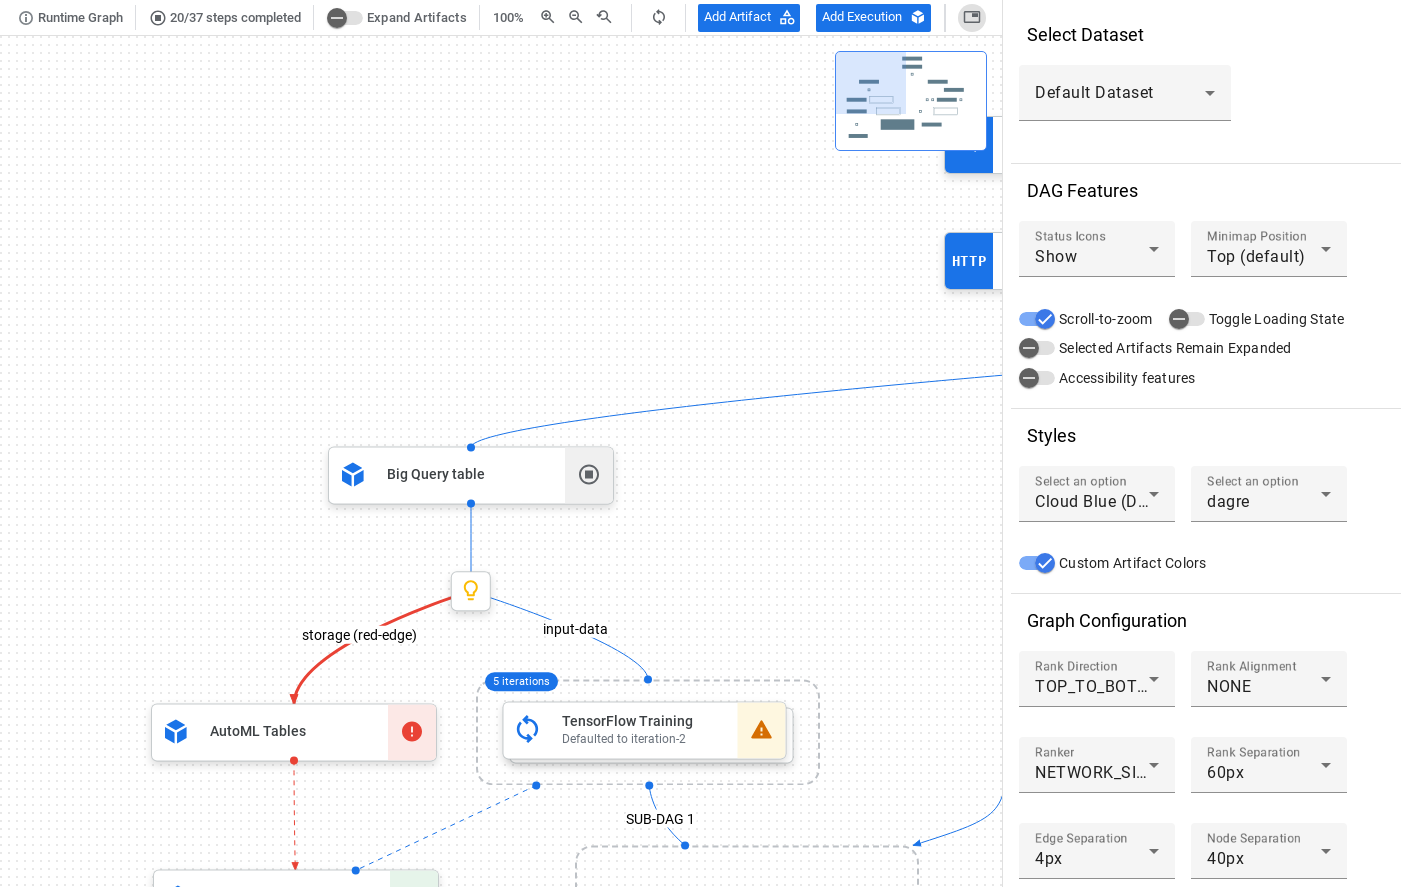 Runtime Graph
20/37 steps completed
Expand Artifacts
100%
Add Artifact
Add Execution
HTTP
Big Query table
storage (red-edge)
input-data
5 iterations
AutoML Tables
TensorFlow Training
Defaulted to iteration-2
SUB-DAG 1
Select Dataset
Default Dataset
DAG Features
Status Icons
Show
Minimap Position
Top (default)
Scroll-to-zoom
Toggle Loading State
Selected Artifacts Remain Expanded
Accessibility features
Styles
Select an option
Cloud Blue (D...
Select an option
dagre
Custom Artifact Colors
Graph Configuration
Rank Direction
TOP_TO_BOT...
Rank Alignment
NONE
Ranker
NETWORK_SI...
Rank Separation
60px
Edge Separation
4px
Node Separation
40px